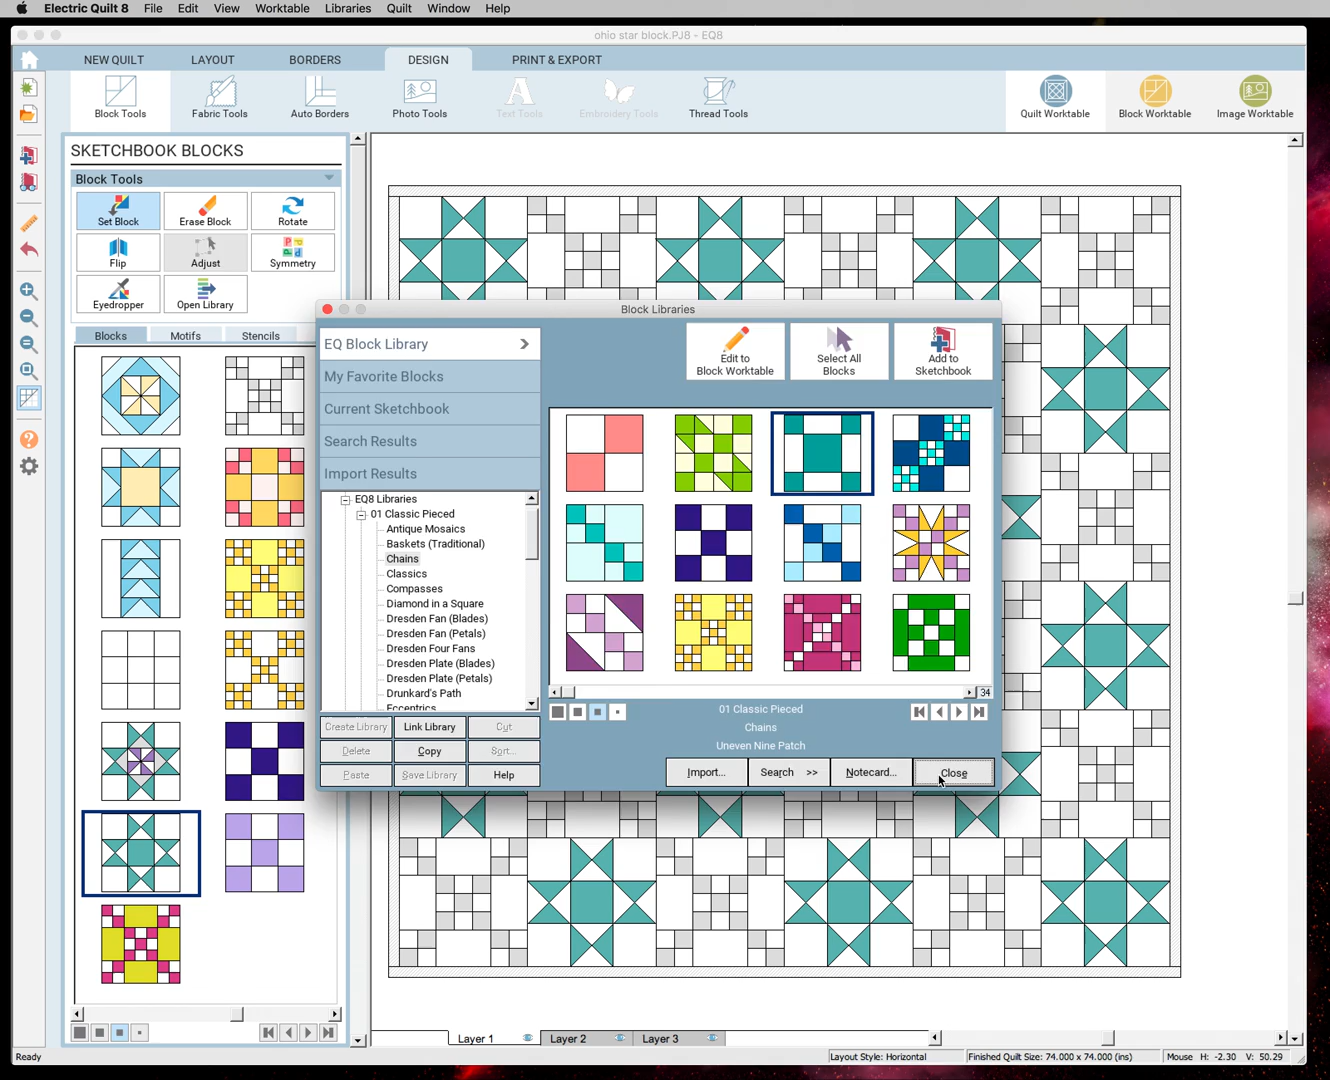 Electric Quilt 8 File Edit View Worktable Libraries Quilt Window Help
ohio star block.PJ8 - EQ8
NEW QUILT LAYOUT BORDERS DESIGN PRINT & EXPORT
Block Tools Fabric Tools Auto Borders Photo Tools Text Tools Embroidery Tools Thread Tools Quilt Worktable Block Worktable Image Worktable
SKETCHBOOK BLOCKS
Block Tools
Set Block Erase Block Rotate
Flip Adjust Symmetry
Eyedropper Open Library
Blocks Motifs Stencils
Block Libraries
EQ Block Library
My Favorite Blocks
Current Sketchbook
Search Results
Import Results
Edit to
Block Worktable
Select All
Blocks
Add to
Sketchbook
EQ8 Libraries
01 Classic Pieced
Antique Mosaics
Baskets (Traditional)
Chains
Classics
Compasses
Diamond in a Square
Dresden Fan (Blades)
Dresden Fan (Petals)
Dresden Four Fans
Dresden Plate (Blades)
Dresden Plate (Petals)
Drunkard's Path
Eccentrics
34
01 Classic Pieced
Chains
Uneven Nine Patch
Create Library Link Library Cut
Delete Copy Sort...
Paste Save Library Help
Import... Search >> Notecard... Close
Layer 1 Layer 2 Layer 3
Ready
Layout Style: Horizontal Finished Quilt Size: 74.000 x 74.000 (ins) Mouse H: -2.30 V: 50.29